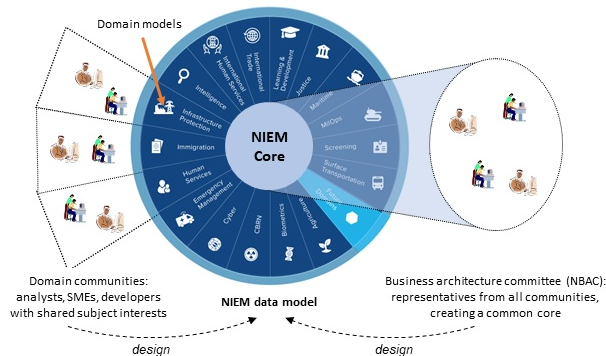 Domain models
International
Human Services
International
Trade
Learning &
Development
Justice
Maritime
MilOps
Screening
Surface
Transportation
Future
Domains
Agriculture
Biometrics
CBRN
Cyber
Emergency
Management
Human
Services
Immigration
Infrastructure
Protection
Intelligence
NIEM
Core
Domain communities:
analysts, SMEs, developers
with shared subject interests
NIEM data model
Business architecture committee (NBAC):
representatives from all communities,
creating a common core
design
design